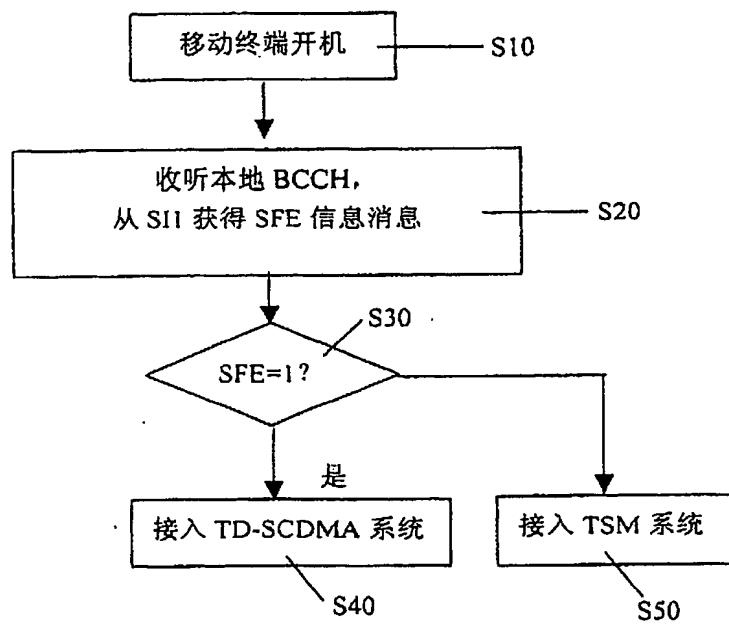 移动终端开机
S10
收听本地 BCCH,
从 SI1 获得 SFE 信息消息
S20
S30
SFE=1?
是
接入 TD-SCDMA 系统
接入 TSM 系统
S40
S50